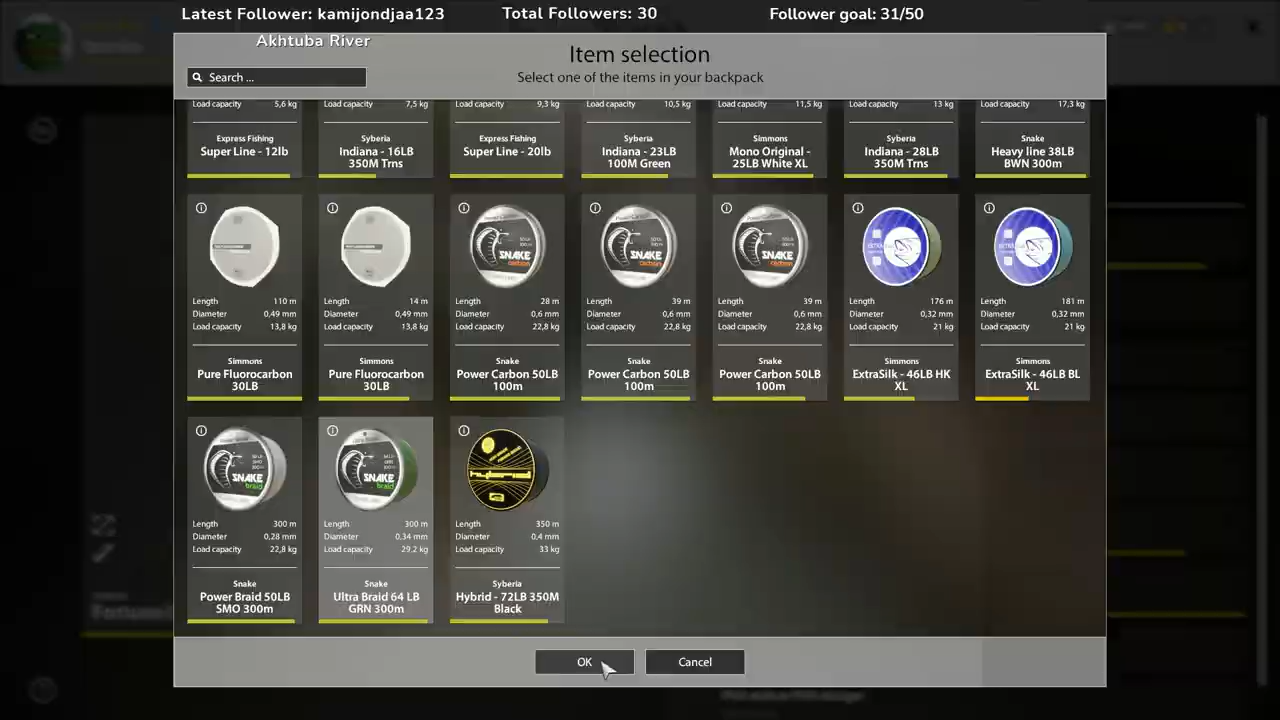 Latest Follower: kamijondjaa123 Total Followers: 30 Follower goal: 31/50
Akhtuba River
Item selection
Search ...
Select one of the items in your backpack
Load capacity 5,6 kg Load capacity 7,5 kg Load capacity 9,3 kg Load capacity 10,5 kg Load capacity 11,5 kg Load capacity 13 kg Load capacity 17,3 kg
Express Fishing Syberia Express Fishing Syberia Simmons Syberia Snake
Super Line - 12lb Indiana - 16LB Super Line - 20lb Indiana - 23LB Mono Original - Indiana - 28LB Heavy line 38LB
350M Trns 100M Green 25LB White XL 350M Trns BWN 300m
SNAKE SNAKE SNAKE
carbon carbon carbon
Length 110 m Length 14 m Length 28 m Length 39 m Length 39 m Length 176 m Length 181 m
Diameter 0,49 mm Diameter 0,49 mm Diameter 0,6 mm Diameter 0,6 mm Diameter 0,6 mm Diameter 0,32 mm Diameter 0,32 mm
Load capacity 13,8 kg Load capacity 13,8 kg Load capacity 22,8 kg Load capacity 22,8 kg Load capacity 22,8 kg Load capacity 21 kg Load capacity 21 kg
Simmons Simmons Snake Snake Snake Simmons Simmons
Pure Fluorocarbon Pure Fluorocarbon Power Carbon 50LB Power Carbon 50LB Power Carbon 50LB ExtraSilk - 46LB HK ExtraSilk - 46LB BL
30LB 30LB 100m 100m 100m XL XL
SNAKE SNAKE hybrid
braid braid
Length 300 m Length 300 m Length 350 m
Diameter 0,28 mm Diameter 0,34 mm Diameter 0,4 mm
Load capacity 22,8 kg Load capacity 29,2 kg Load capacity 33 kg
Snake Snake Syberia
Power Braid 50LB Ultra Braid 64 LB Hybrid - 72LB 350M
SMO 300m GRN 300m Black
OK Cancel